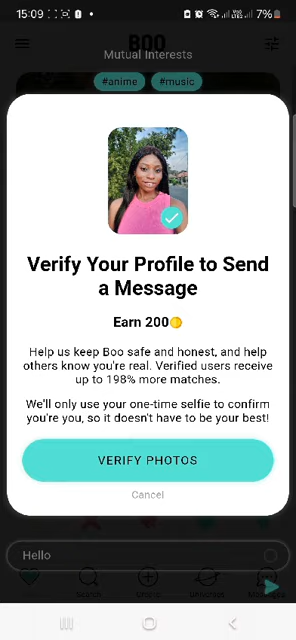 15:09
7%
BOO
Mutual Interests
#anime #music
Verify Your Profile to Send
a Message
Earn 200
Help us keep Boo safe and honest, and help
others know you're real. Verified users receive
up to 198% more matches.
We'll only use your one-time selfie to confirm
you're you, so it doesn't have to be your best!
VERIFY PHOTOS
Cancel
Hello
Search